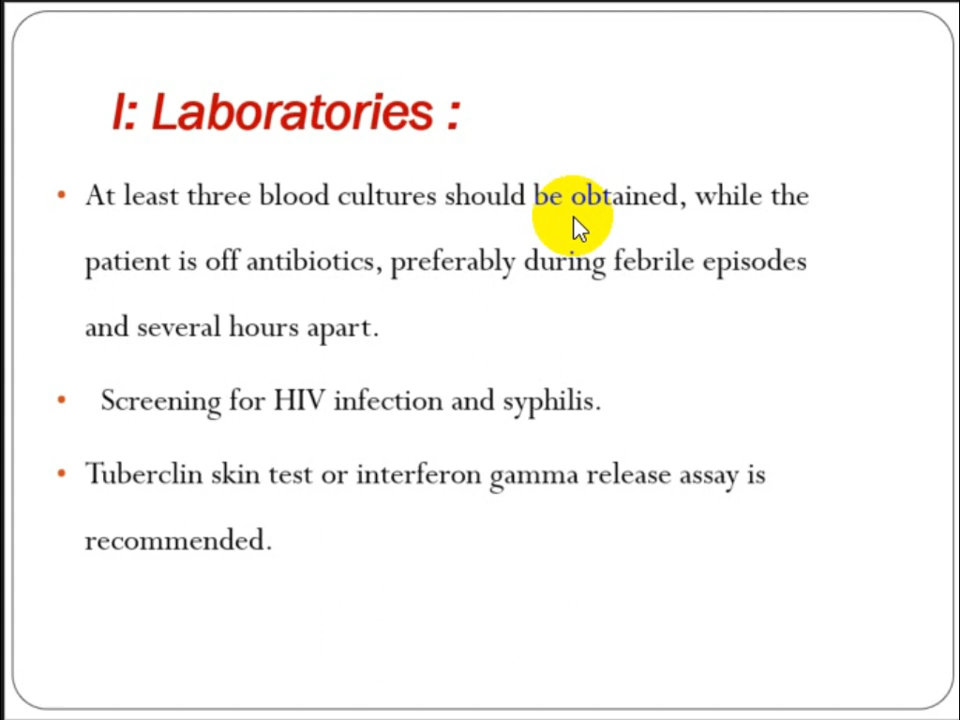 I: Laboratories :
• At least three blood cultures should be obtained, while the
patient is off antibiotics, preferably during febrile episodes
and several hours apart.
• Screening for HIV infection and syphilis.
• Tuberclin skin test or interferon gamma release assay is
recommended.